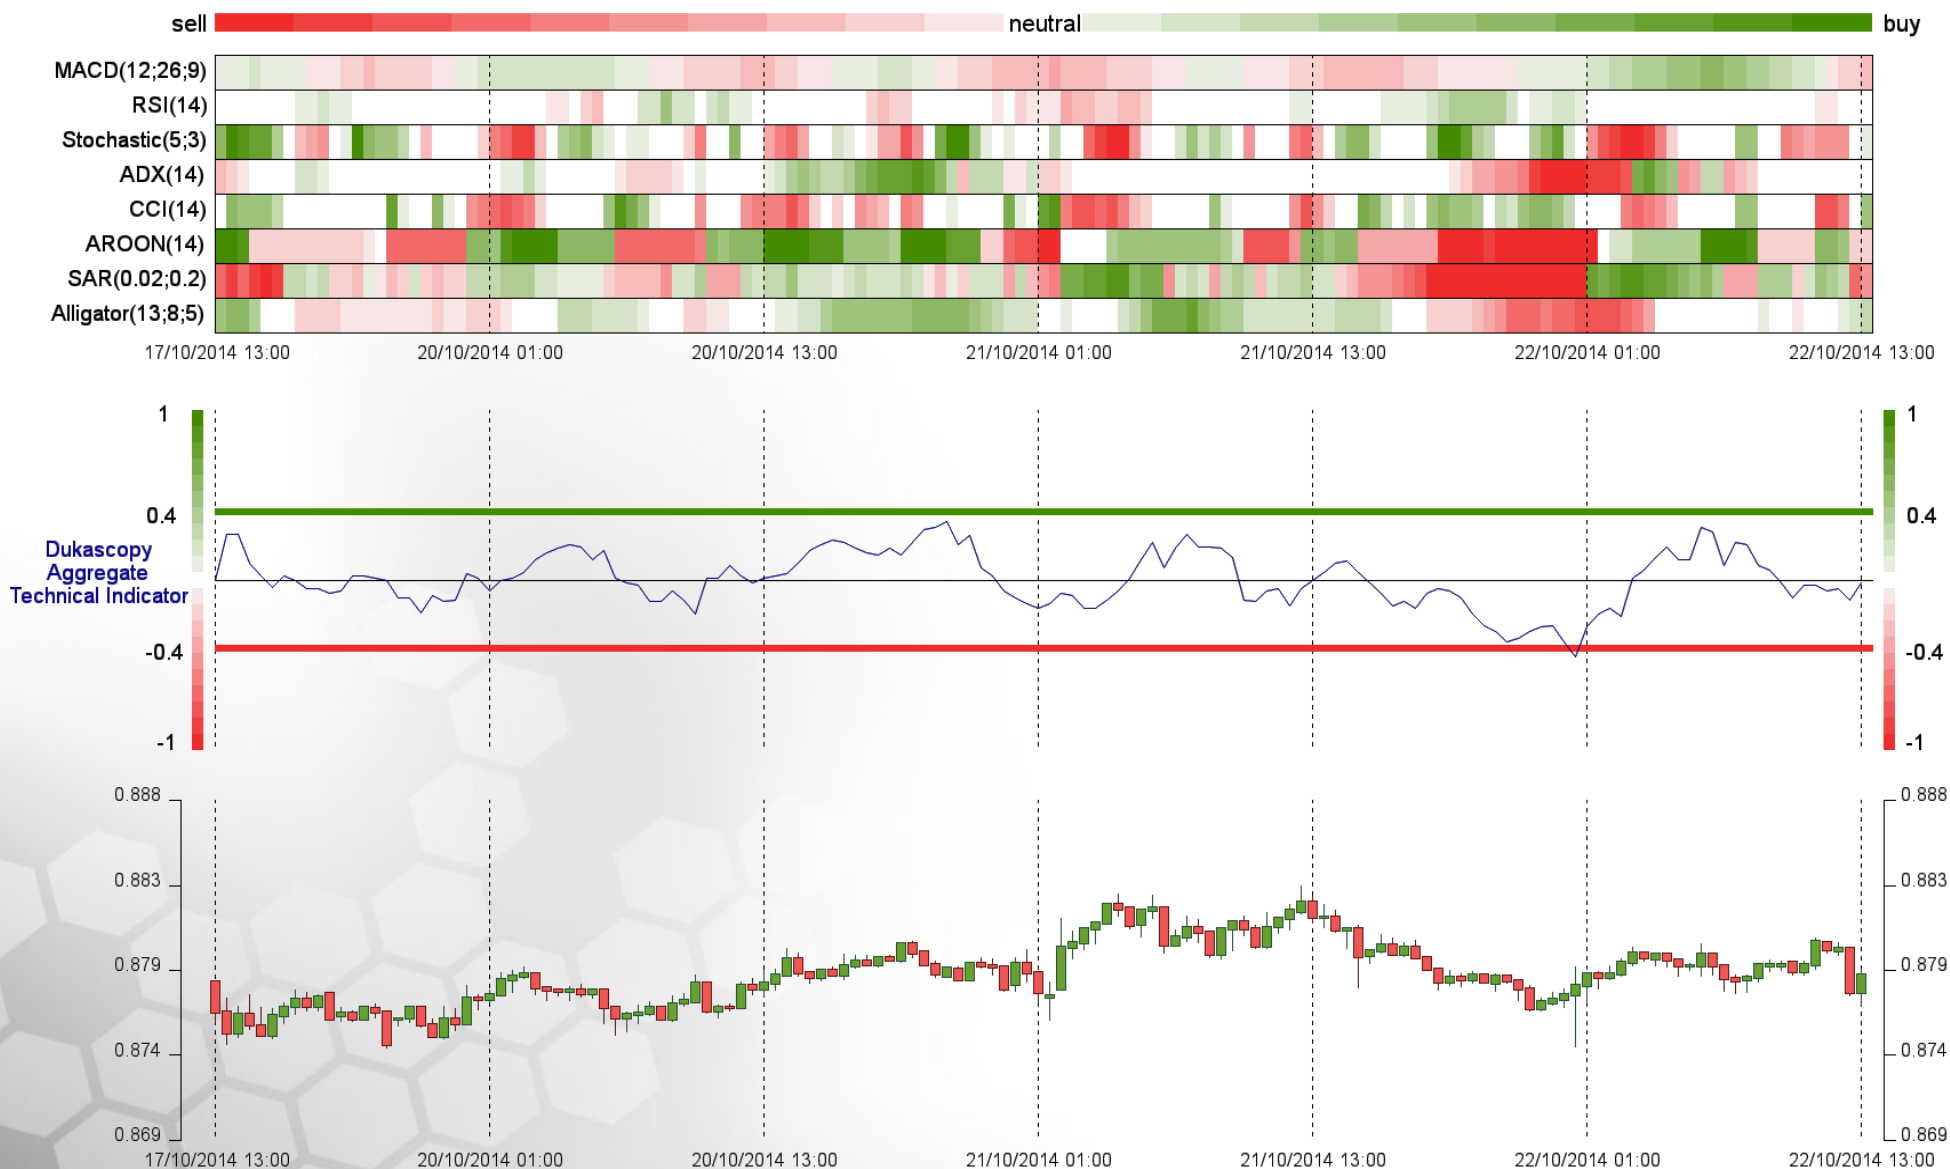 sell neutral buy
MACD(12;26;9)
RSI(14)
Stochastic(5;3)
ADX(14)
CCI(14)
AROON(14)
SAR(0.02;0.2)
Alligator(13;8;5)
17/10/2014 13:00 20/10/2014 01:00 20/10/2014 13:00 21/10/2014 01:00 21/10/2014 13:00 22/10/2014 01:00 22/10/2014 13:00
1 1
0.4 0.4
Dukascopy
Aggregate
Technical Indicator
-0.4 -0.4
-1 -1
0.888 0.888
0.883 0.883
0.879 0.879
0.874 0.874
0.869 0.869
17/10/2014 13:00 20/10/2014 01:00 20/10/2014 13:00 21/10/2014 01:00 21/10/2014 13:00 22/10/2014 01:00 22/10/2014 13:00